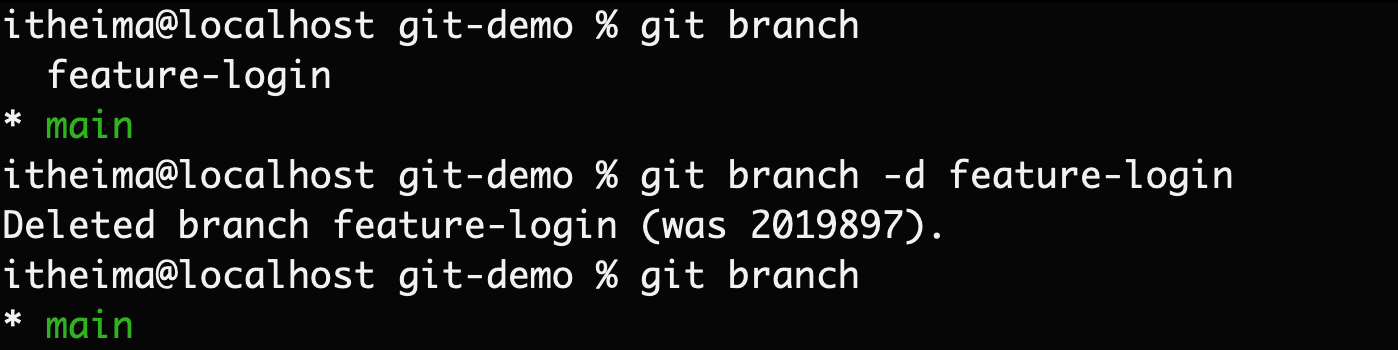 itheima@localhost git-demo % git branch
  feature-login
* main
itheima@localhost git-demo % git branch -d feature-login
Deleted branch feature-login (was 2019897).
itheima@localhost git-demo % git branch
* main